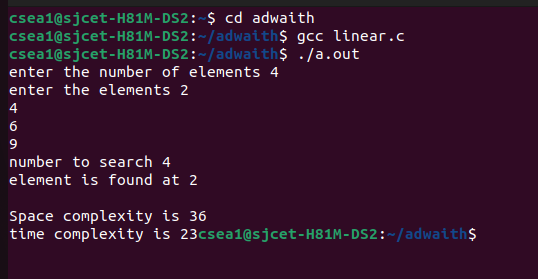 csea1@sjcet-H81M-DS2:~$ cd adwaith
csea1@sjcet-H81M-DS2:~/adwaith$ gcc linear.c
csea1@sjcet-H81M-DS2:~/adwaith$ ./a.out
enter the number of elements 4
enter the elements 2
4
6
9
number to search 4
element is found at 2
Space complexity is 36
time complexity is 23csea1@sjcet-H81M-DS2:~/adwaith$